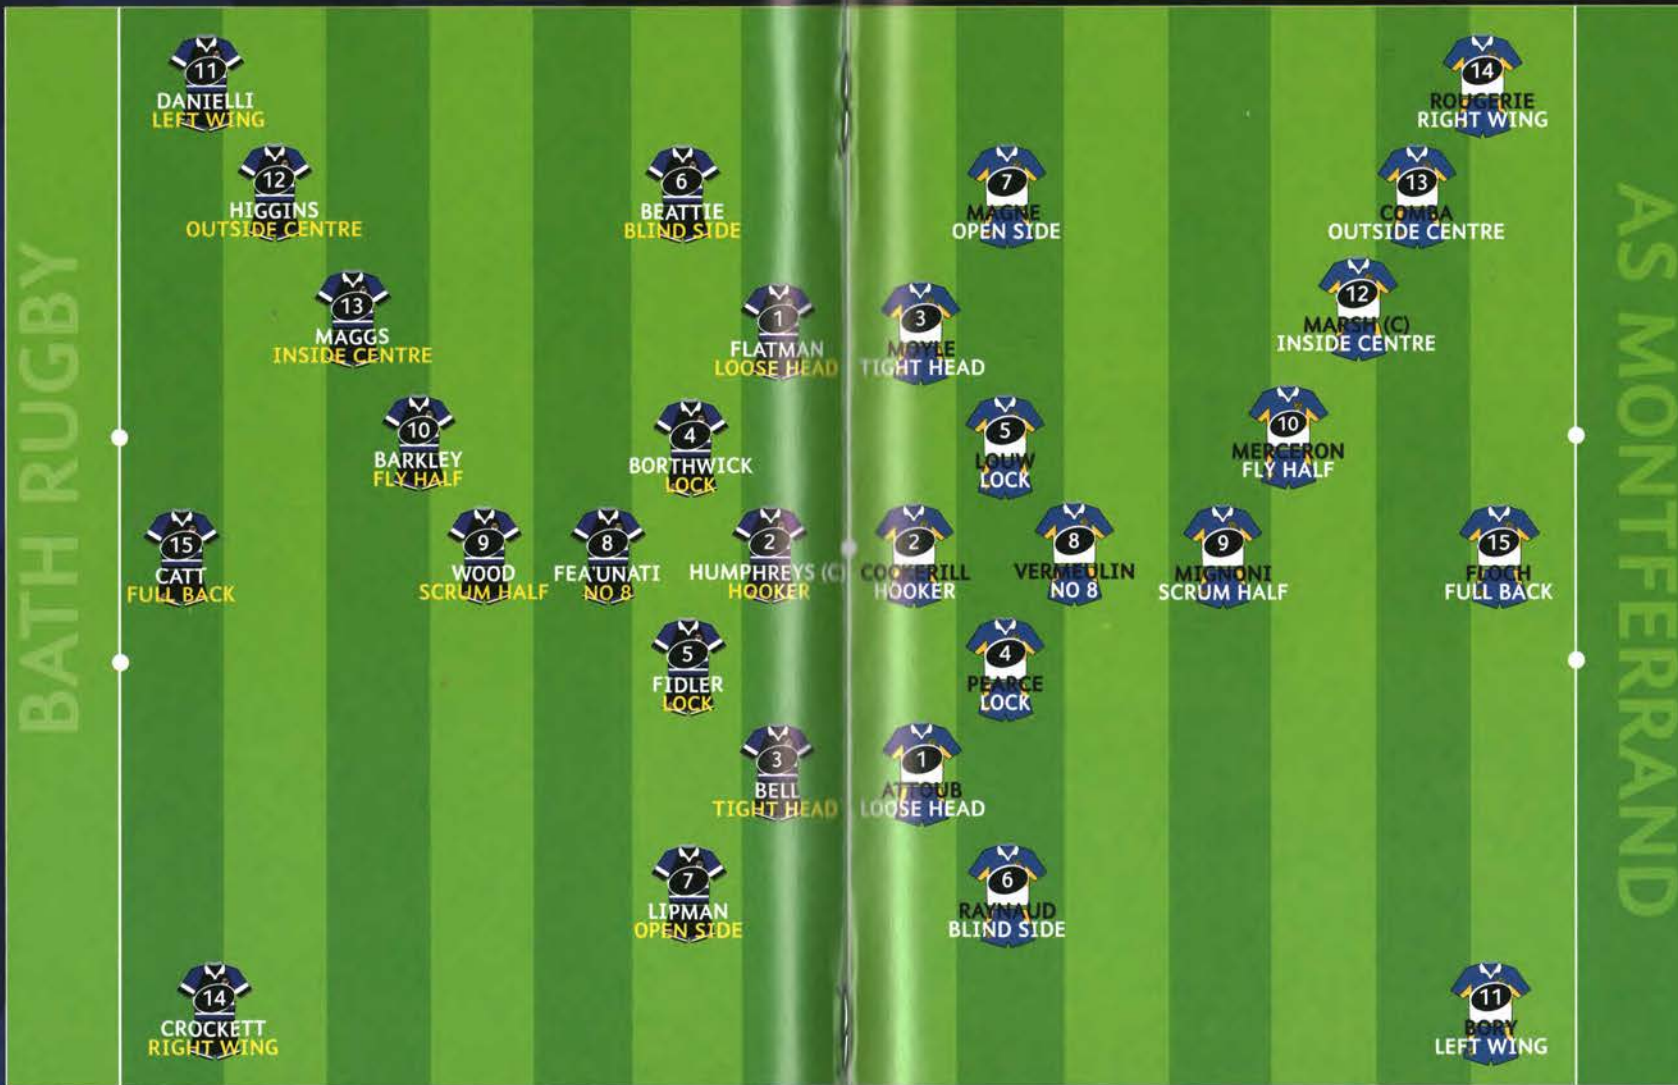 BATH RUGBY
11
DANIELLI
LEFT WING
12
HIGGINS
OUTSIDE CENTRE
13
MAGGS
INSIDE CENTRE
10
BARKLEY
FLY HALF
15
CATT
FULL BACK
9
WOOD
SCRUM HALF
8
FEA'UNATI
NO 8
6
BEATTIE
BLIND SIDE
1
FLATMAN
LOOSE HEAD
4
BORTHWICK
LOCK
2
HUMPHREYS (C)
HOOKER
5
FIDLER
LOCK
3
BELL
TIGHT HEAD
7
LIPMAN
OPEN SIDE
14
CROCKETT
RIGHT WING
14
ROUGERIE
RIGHT WING
7
MAGNE
OPEN SIDE
13
COMBA
OUTSIDE CENTRE
3
MOYLE
TIGHT HEAD
12
MARSH (C)
INSIDE CENTRE
5
LOUW
LOCK
10
MERCERON
FLY HALF
2
COCKERILL
HOOKER
8
VERMEULIN
NO 8
9
MIGNONI
SCRUM HALF
15
FLOCH
FULL BACK
4
PEARCE
LOCK
1
ATTOUB
LOOSE HEAD
6
RAYNAUD
BLIND SIDE
11
BORY
LEFT WING
AS MONTFERRAND